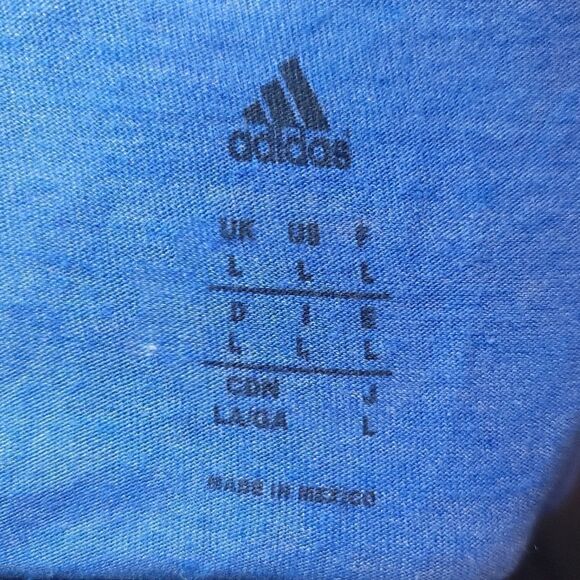 adidas
UK US F
L L L
D I E
L L L
CDN J
LA/GA L
MADE IN MEXICO